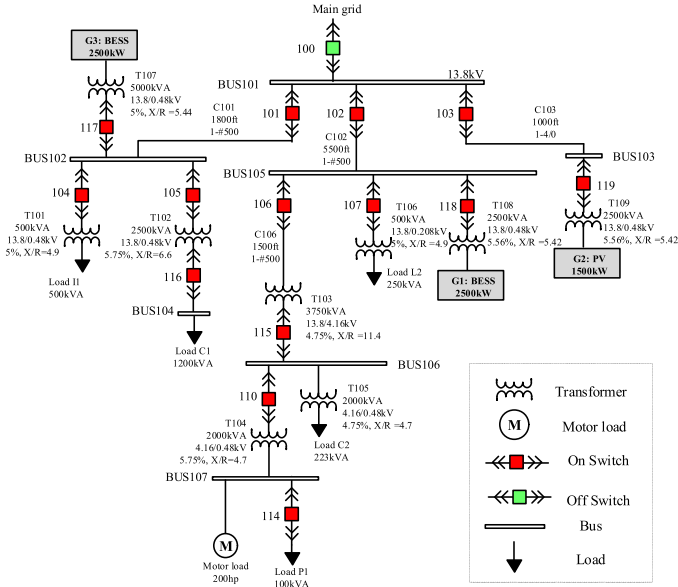 Main grid
100
G3: BESS
2500kW
T107
5000kVA
13.8/0.48kV
5%, X/R =5.44
117
BUS101
13.8kV
C101
1800ft
1-#500
101
102
103
C103
1000ft
1-4/0
BUS102
C102
5500ft
1-#500
BUS103
BUS105
119
104
105
106
107
118
T101
500kVA
13.8/0.48kV
5%, X/R=4.9
T102
2500kVA
13.8/0.48kV
5.75%, X/R=6.6
T106
500kVA
13.8/0.208kV
5%, X/R =4.9
T108
2500kVA
13.8/0.48kV
5.56%, X/R =5.42
T109
2500kVA
13.8/0.48kV
5.56%, X/R =5.42
C106
1500ft
1-#500
G2: PV
1500kW
Load I1
500kVA
116
Load L2
250kVA
G1: BESS
2500kW
BUS104
T103
3750kVA
13.8/4.16kV
4.75%, X/R =11.4
115
Load C1
1200kVA
BUS106
110
T105
2000kVA
4.16/0.48kV
4.75%, X/R =4.7
T104
2000kVA
4.16/0.48kV
5.75%, X/R=4.7
Load C2
223kVA
BUS107
114
M
Motor load
200hp
Load P1
100kVA
Transformer
M
Motor load
On Switch
Off Switch
Bus
Load